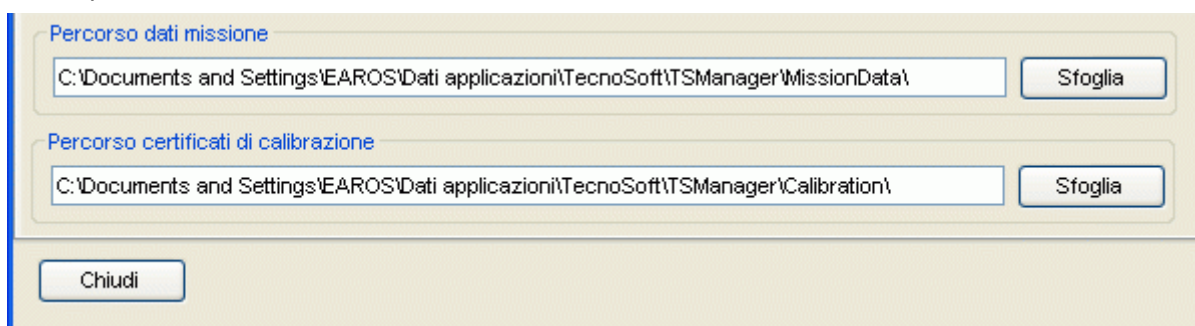 Percorso dati missione
C:\Documents and Settings\EAROS\Dati applicazioni\TecnoSoft\TSManager\MissionData\ Sfoglia
Percorso certificati di calibrazione
C:\Documents and Settings\EAROS\Dati applicazioni\TecnoSoft\TSManager\Calibration\ Sfoglia
Chiudi